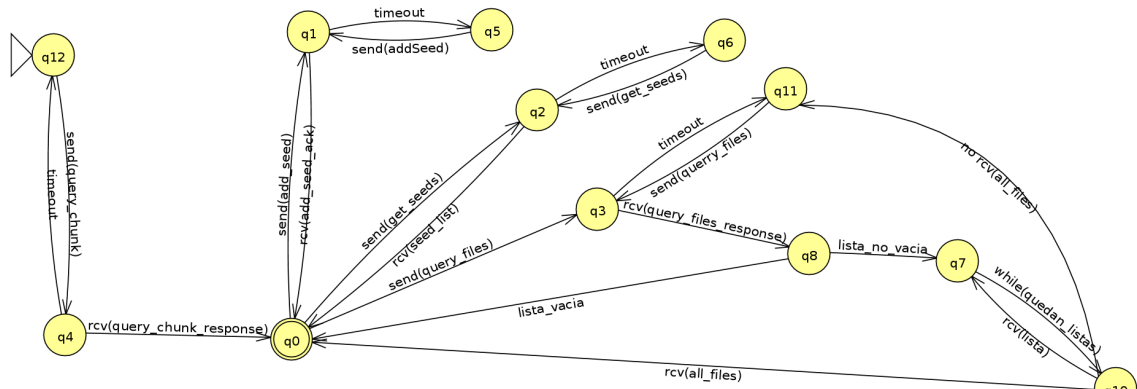 timeout
q1
q5
send(addSeed)
q12
q6
timeout
send(get_seeds)
q2
q11
timeout
send(querry_files)
no rcv(all_files)
send(query_chunk)
timeout
send(add_seed)
rcv(add_seed_ack)
send(get_seeds)
rcv(seed_list)
send(query_files)
q3
rcv(query_files_response)
q8
lista_no_vacia
q7
while(quedan_listas)
rcv(lista)
lista_vacia
q4
rcv(query_chunk_response)
q0
rcv(all_files)